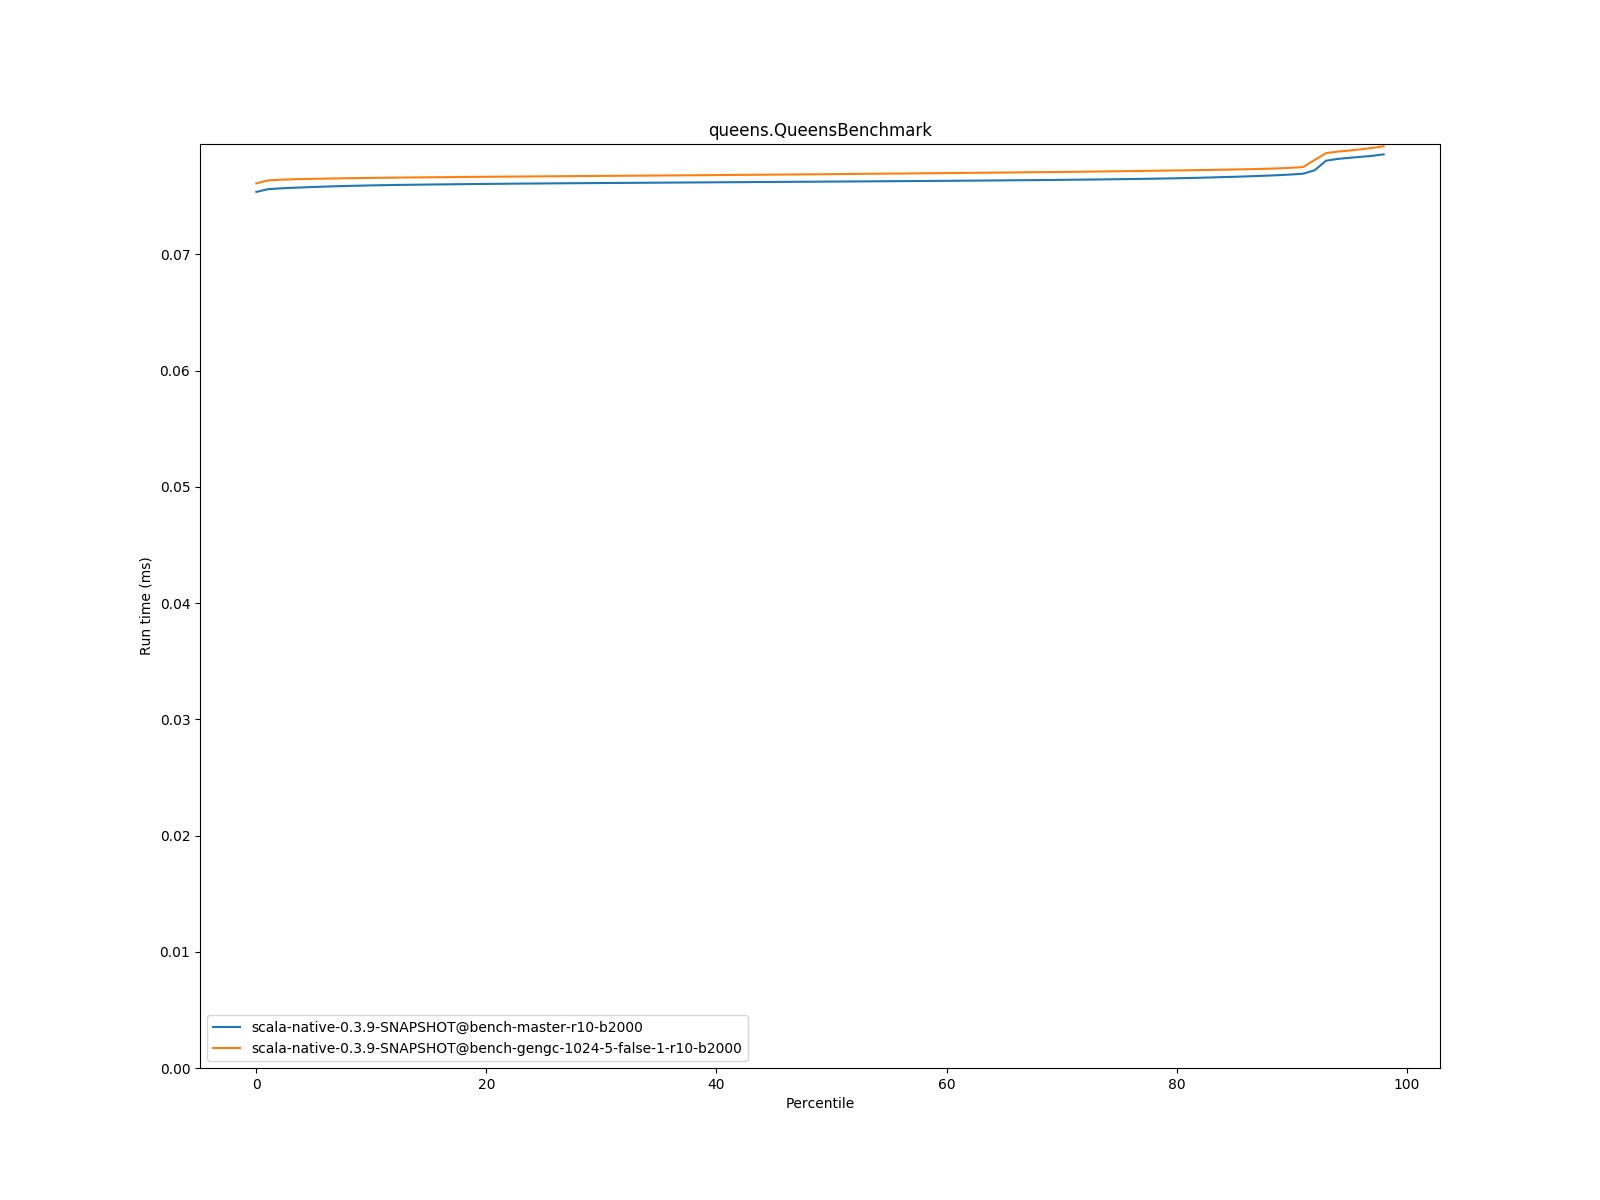 queens.QueensBenchmark
0.07
0.06
0.05
0.04
0.03
0.02
0.01
0.00
Run time (ms)
scala-native-0.3.9-SNAPSHOT@bench-master-r10-b2000
scala-native-0.3.9-SNAPSHOT@bench-gengc-1024-5-false-1-r10-b2000
0 20 40 60 80 100
Percentile